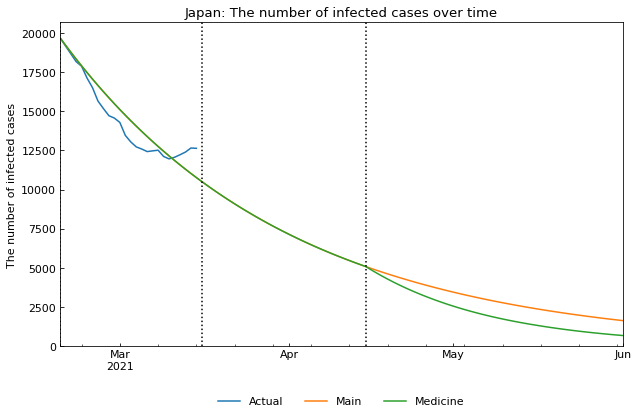 Japan: The number of infected cases over time
The number of infected cases
20000
17500
15000
12500
10000
7500
5000
2500
0
Mar
2021
Apr
May
Jun
Actual
Main
Medicine